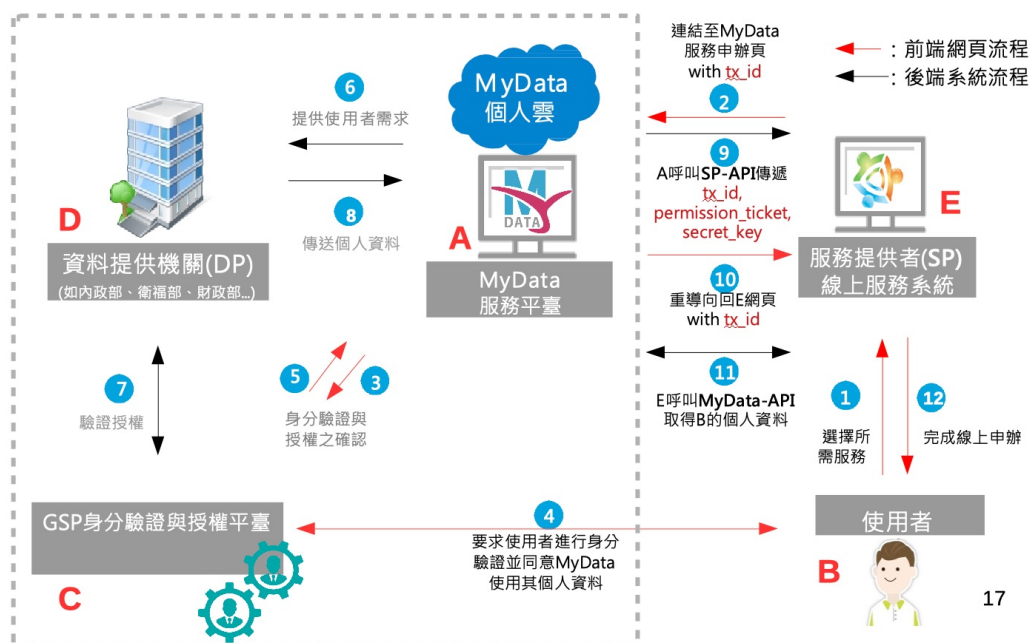 連結至MyData
服務申辦頁
with tx_id
：前端網頁流程
：後端系統流程
MyData
個人雲
6
提供使用者需求
2
9
A呼叫SP-API傳遞
tx_id,
permission_ticket,
secret_key
M
DATA
8
傳送個人資料
D
A
E
資料提供機關(DP)
(如內政部、衛福部、財政部...)
MyData
服務平臺
服務提供者(SP)
線上服務系統
10
重導向回E網頁
with tx_id
7
驗證授權
5
3
身分驗證與
授權之確認
11
E呼叫MyData-API
取得B的個人資料
1
選擇所
需服務
12
完成線上申辦
GSP身分驗證與授權平臺
4
要求使用者進行身分
驗證並同意MyData
使用其個人資料
使用者
C
B
17